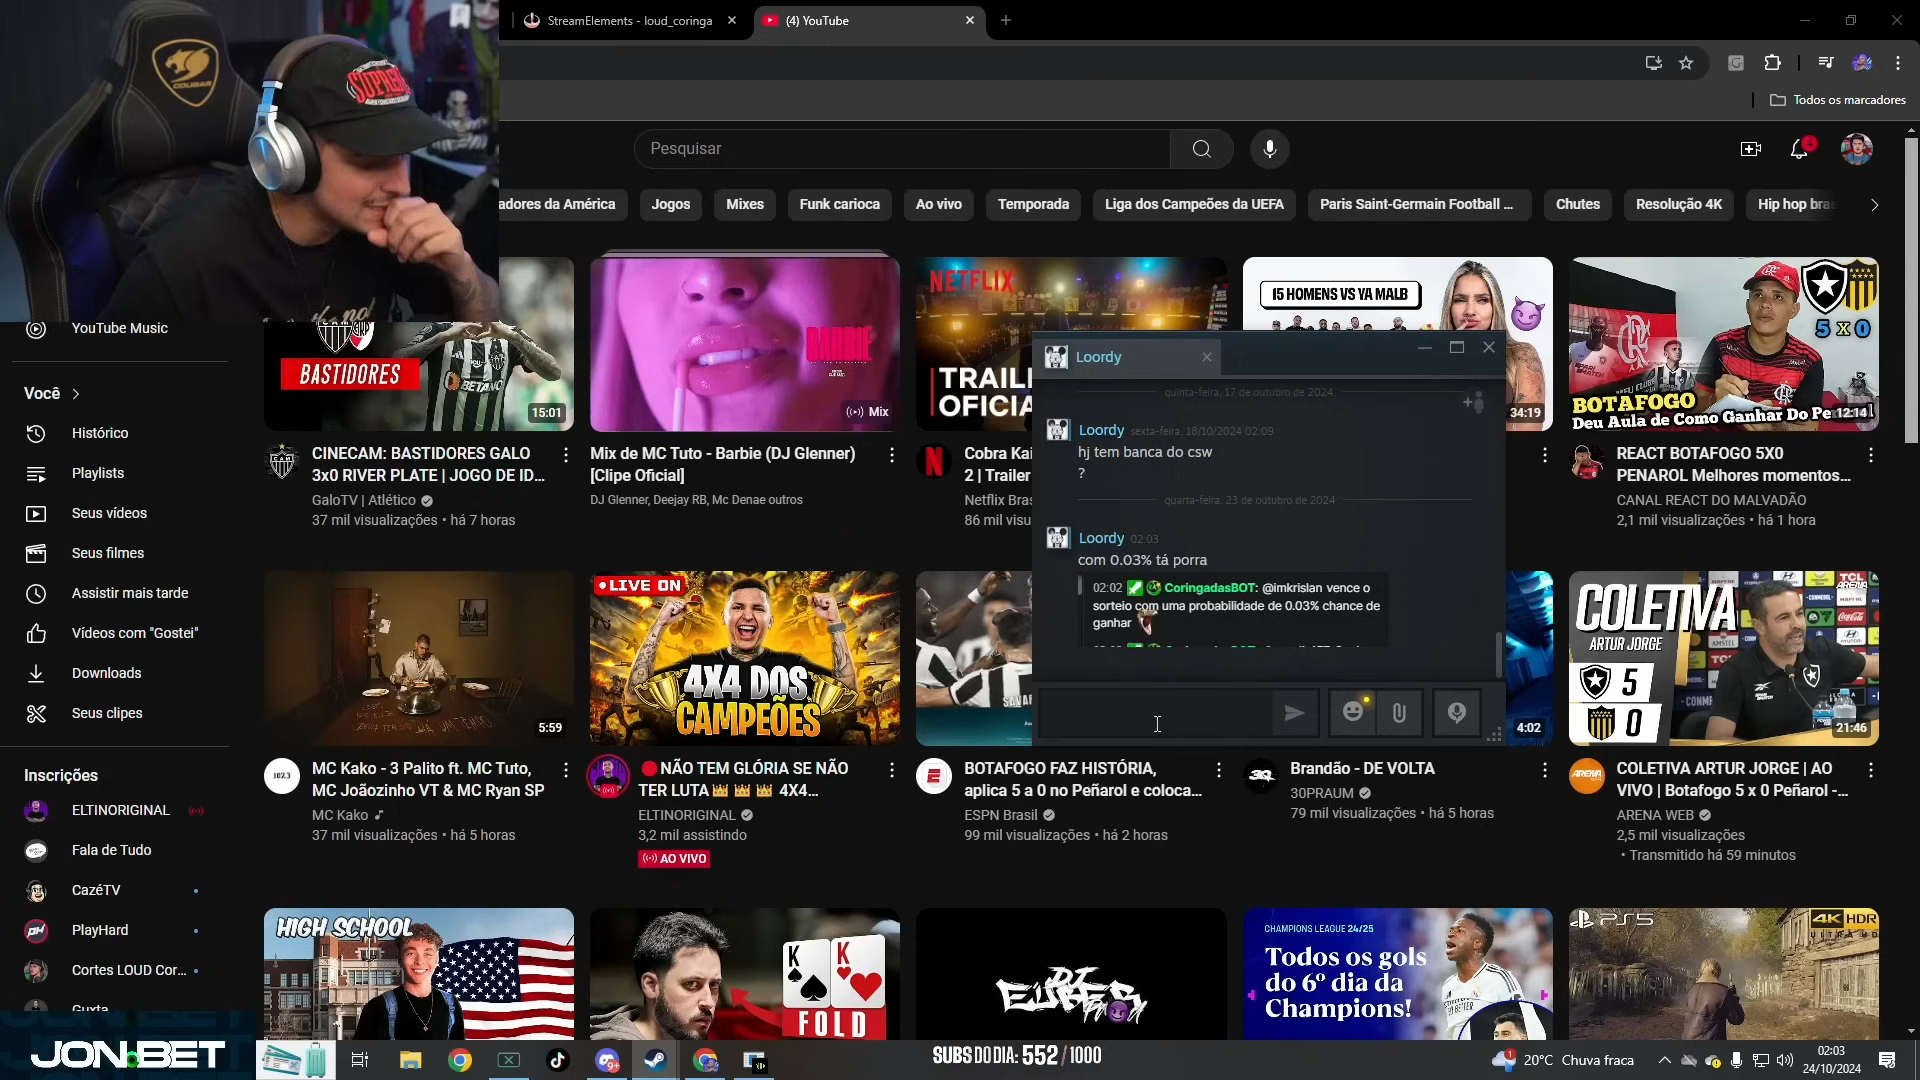 StreamElements - loud_coringa
(4) YouTube
Todos os marcadores
COUGAR
SUPREME
Pesquisar
adores da América
Jogos
Mixes
Funk carioca
Ao vivo
Temporada
Liga dos Campeões da UEFA
Paris Saint-Germain Football ...
Chutes
Resolução 4K
Hip hop bras
YouTube Music
Você
Histórico
Playlists
Seus vídeos
Seus filmes
Assistir mais tarde
Vídeos com "Gostei"
Downloads
Seus clipes
Inscrições
ELTINORIGINAL
Fala de Tudo
CazéTV
PlayHard
Cortes LOUD Cor...
Guxta
BASTIDORES
15:01
CINECAM: BASTIDORES GALO
3x0 RIVER PLATE | JOGO DE ID...
GaloTV | Atlético
37 mil visualizações • há 7 horas
BARBIE
Mix
Mix de MC Tuto - Barbie (DJ Glenner)
[Clipe Oficial]
DJ Glenner, Deejay RB, Mc Denae outros
NETFLIX
TRAILE
OFICIA
Cobra Kai
2 | Trailer
Netflix Bras
86 mil visu
15 HOMENS VS YA MALB
34:19
5 x 0
BOTAFOGO
Deu Aula de Como Ganhar Do Pe
12:14
REACT BOTAFOGO 5X0
PENAROL Melhores momentos...
CANAL REACT DO MALVADÃO
2,1 mil visualizações • há 1 hora
Loordy
quinta-feira, 17 de outubro de 2024
Loordy sexta-feira, 18/10/2024 02:09
hj tem banca do csw
?
quarta-feira, 23 de outubro de 2024
Loordy 02:03
com 0.03% tá porra
02:02 CoringadasBOT: @imkrislan vence o
sorteio com uma probabilidade de 0.03% chance de
ganhar
5:59
MC Kako - 3 Palito ft. MC Tuto,
MC Joãozinho VT & MC Ryan SP
MC Kako
37 mil visualizações • há 5 horas
LIVE ON
4X4 DOS
CAMPEÕES
NÃO TEM GLÓRIA SE NÃO
TER LUTA 4X4...
ELTINORIGINAL
3,2 mil assistindo
AO VIVO
BOTAFOGO FAZ HISTÓRIA,
aplica 5 a 0 no Peñarol e coloca...
ESPN Brasil
99 mil visualizações • há 2 horas
4:02
Brandão - DE VOLTA
30PRAUM
79 mil visualizações • há 5 horas
COLETIVA
ARTUR JORGE
5
0
TCL
ARENA
21:46
COLETIVA ARTUR JORGE | AO
VIVO | Botafogo 5 x 0 Peñarol -...
ARENA WEB
2,5 mil visualizações
• Transmitido há 59 minutos
HIGH SCHOOL
K
K
FOLD
DJ
EUBER
CHAMPIONS LEAGUE 24/25
Todos os gols
do 6º dia da
Champions!
PS5
4K HDR
JONBET
SUBS DO DIA: 552 / 1000
20°C Chuva fraca
02:03
24/10/2024